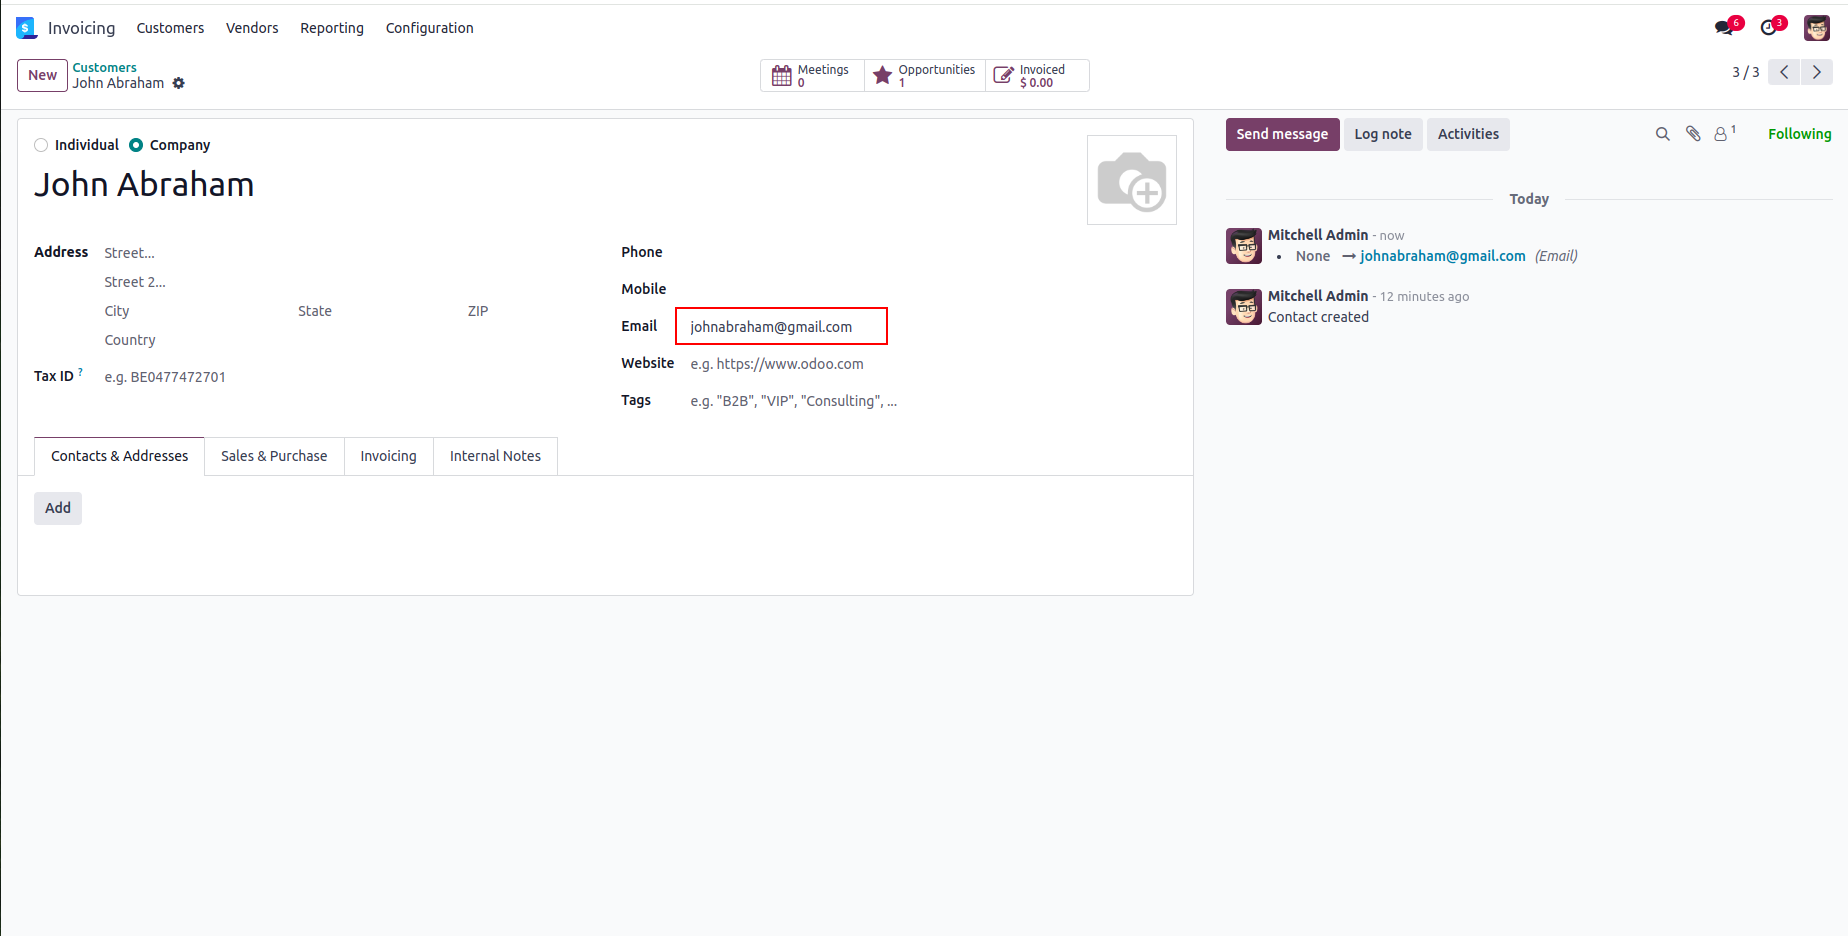 Invoicing Customers Vendors Reporting Configuration 6 3
New Customers
John Abraham
Meetings
0
Opportunities
1
Invoiced
$ 0.00
3 / 3
Individual Company
John Abraham
Address Street...
Street 2...
City State ZIP
Country
Tax ID ? e.g. BE0477472701
Phone
Mobile
Email johnabraham@gmail.com
Website e.g. https://www.odoo.com
Tags e.g. "B2B", "VIP", "Consulting", ...
Contacts & Addresses Sales & Purchase Invoicing Internal Notes
Add
Send message Log note Activities 1 Following
Today
Mitchell Admin - now
• None → johnabraham@gmail.com (Email)
Mitchell Admin - 12 minutes ago
Contact created